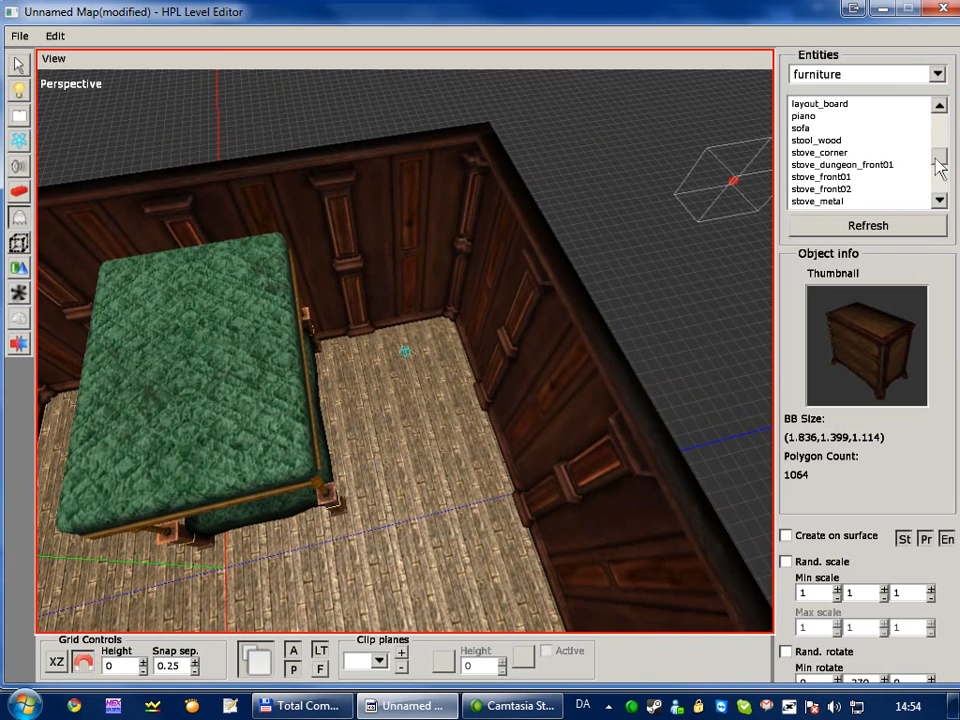 Unnamed Map(modified) - HPL Level Editor
File Edit
View
Perspective
Entities
furniture
layout_board
piano
sofa
stool_wood
stove_corner
stove_dungeon_front01
stove_front01
stove_front02
stove_metal
Refresh
Object info
Thumbnail
BB Size:
(1.836,1.399,1.114)
Polygon Count:
1064
Create on surface St Pr En
Rand. scale
Min scale
1 1 1
Max scale
1 1 1
Rand. rotate
Grid Controls
XZ
Height
0
Snap sep.
0.25
A LT
P F
Clip planes
Height
0
Active
Total Com...
Unnamed ...
Camtasia St...
DA
14:54